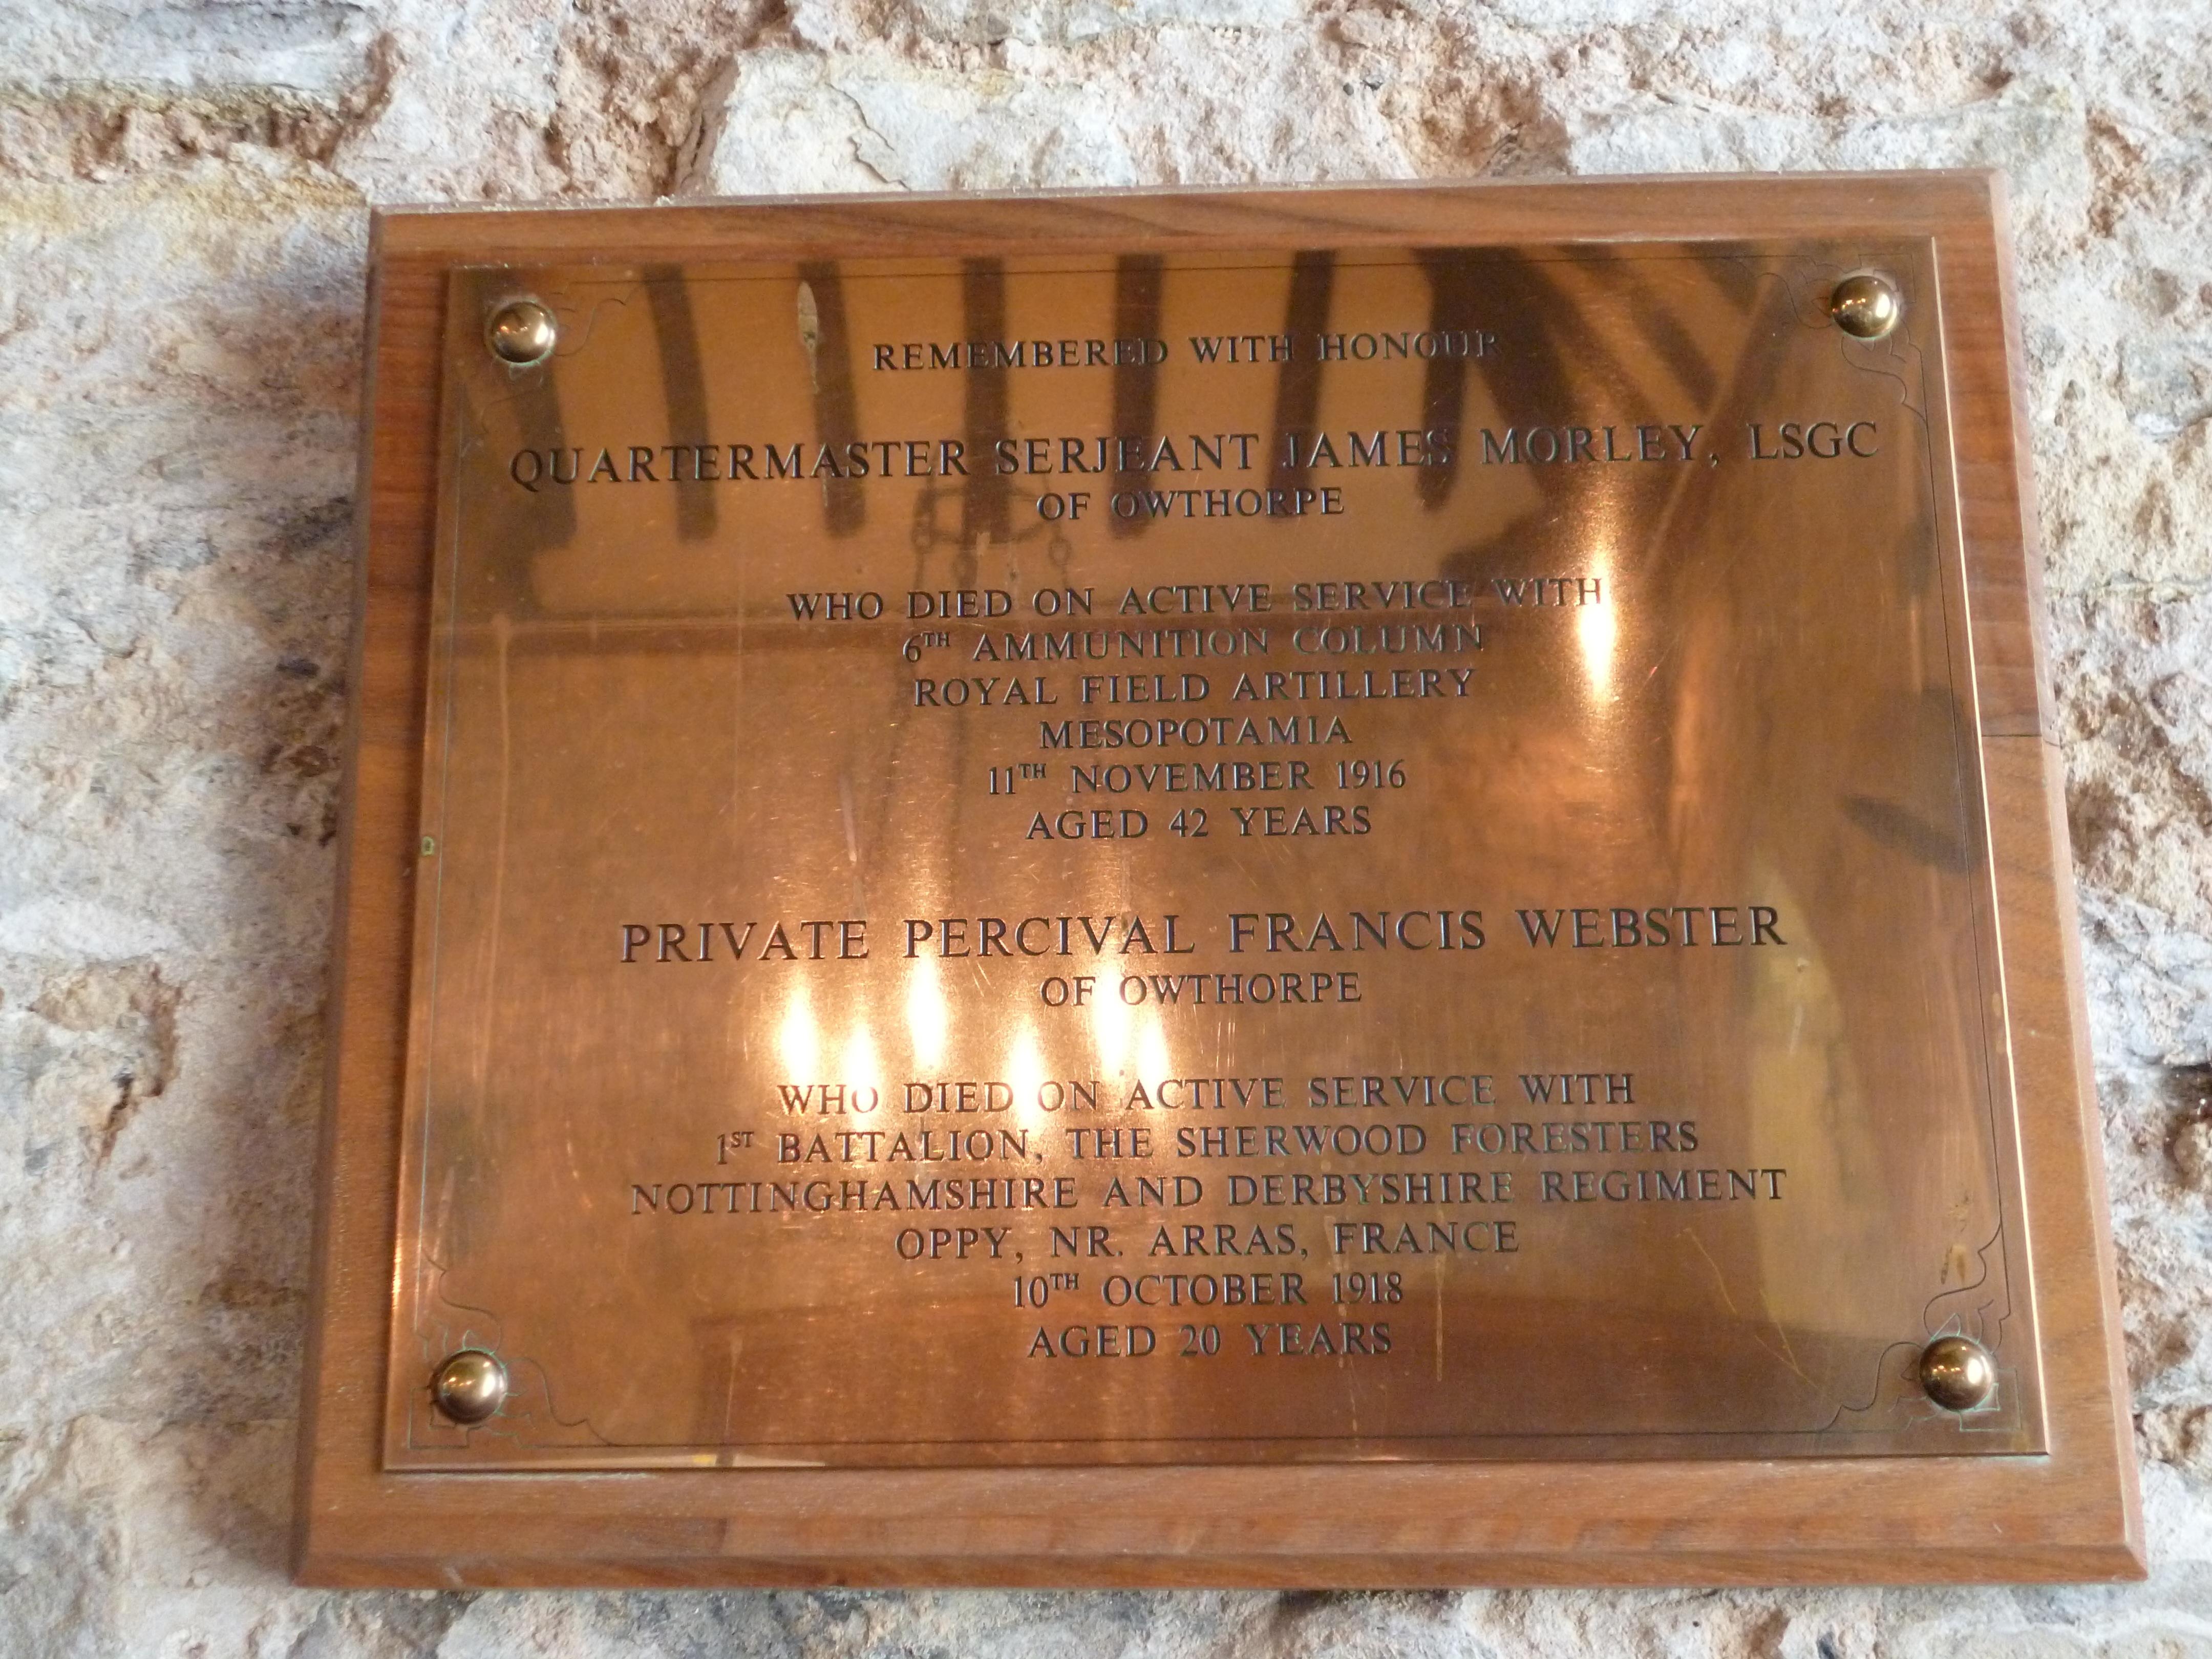 REMEMBERED WITH HONOUR
QUARTERMASTER SERJEANT JAMES MORLEY, LSGC
OF OWTHORPE
WHO DIED ON ACTIVE SERVICE WITH
6TH AMMUNITION COLUMN
ROYAL FIELD ARTILLERY
MESOPOTAMIA
11TH NOVEMBER 1916
AGED 42 YEARS
PRIVATE PERCIVAL FRANCIS WEBSTER
OF OWTHORPE
WHO DIED ON ACTIVE SERVICE WITH
1ST BATTALION, THE SHERWOOD FORESTERS
NOTTINGHAMSHIRE AND DERBYSHIRE REGIMENT
OPPY, NR. ARRAS, FRANCE
10TH OCTOBER 1918
AGED 20 YEARS